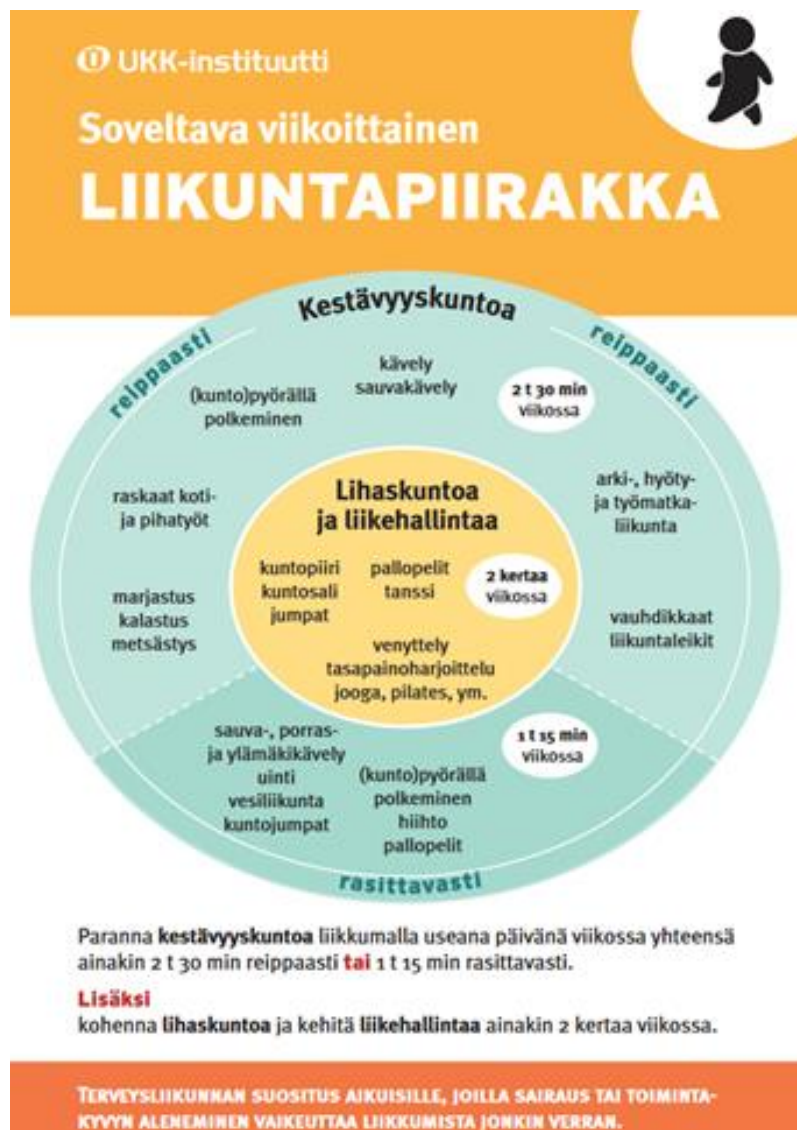 UKK-instituutti
Soveltava viikoittainen
LIIKUNTAPIIRAKKA
Kestävyyskuntoa
reippaasti
reippaasti
kävely
sauvakävely
2 t 30 min
viikossa
(kunto)pyörällä
polkeminen
raskaat koti-
ja pihatyöt
arki-, hyöty-
ja työmatka-
liikunta
marjastus
kalastus
metsästys
vauhdikkaat
liikuntaleikit
Lihaskuntoa
ja liikehallintaa
kuntopiiri
kuntosali
jumpat
pallopelit
tanssi
2 kertaa
viikossa
venyttely
tasapainoharjoittelu
jooga, pilates, ym.
sauva-, porras-
ja ylämäkikävely
uinti
vesiliikunta
kuntojumpat
(kunto)pyörällä
polkeminen
hiihto
pallopelit
1 t 15 min
viikossa
rasittavasti
Paranna kestävyyskuntoa liikkumalla useana päivänä viikossa yhteensä
ainakin 2 t 30 min reippaasti tai 1 t 15 min rasittavasti.
Lisäksi
kohenna lihaskuntoa ja kehitä liikehallintaa ainakin 2 kertaa viikossa.
TERVEYSLIIKUNNAN SUOSITUS AIKUISILLE, JOILLA SAIRAUS TAI TOIMINTA-
KYVYN ALENEMINEN VAIKEUTTAA LIIKKUMISTA JONKIN VERRAN.